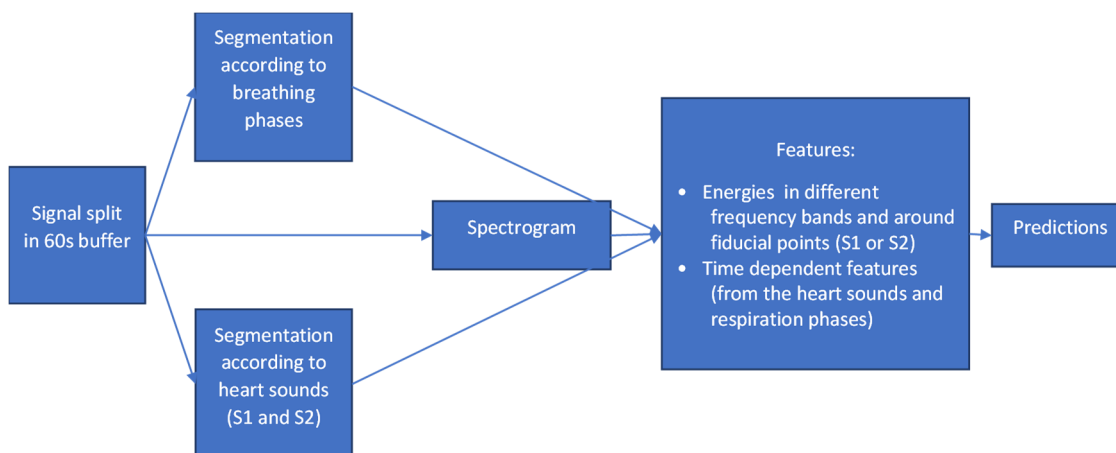 Signal split
in 60s buffer
Segmentation
according to
breathing
phases
Spectrogram
Segmentation
according to
heart sounds
(S1 and S2)
Features:
• Energies in different
frequency bands and around
fiducial points (S1 or S2)
• Time dependent features
(from the heart sounds and
respiration phases)
Predictions